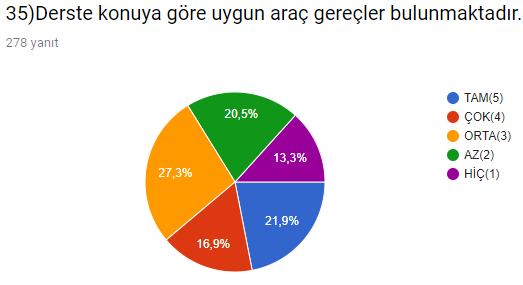 35)Derste konuya göre uygun araç gereçler bulunmaktadır.
278 yanıt
TAM(5)
ÇOK(4)
ORTA(3)
AZ(2)
HİÇ(1)
20,5%
13,3%
27,3%
21,9%
16,9%